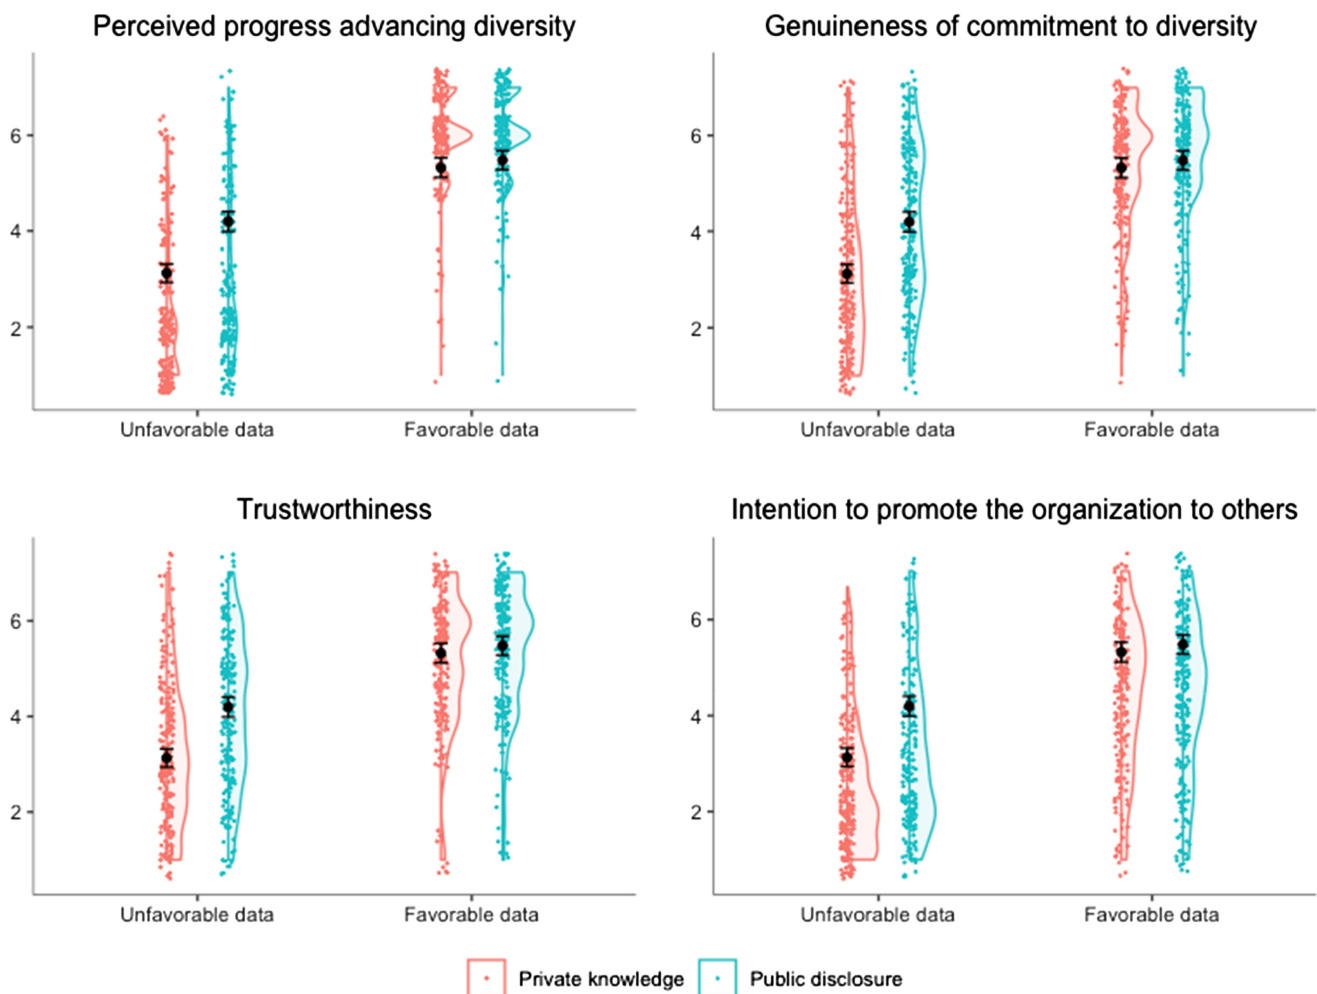 Perceived progress advancing diversity
Genuineness of commitment to diversity
6
4
2
Unfavorable data
Favorable data
6
4
2
Unfavorable data
Favorable data
Trustworthiness
Intention to promote the organization to others
6
4
2
Unfavorable data
Favorable data
6
4
2
Unfavorable data
Favorable data
Private knowledge
Public disclosure